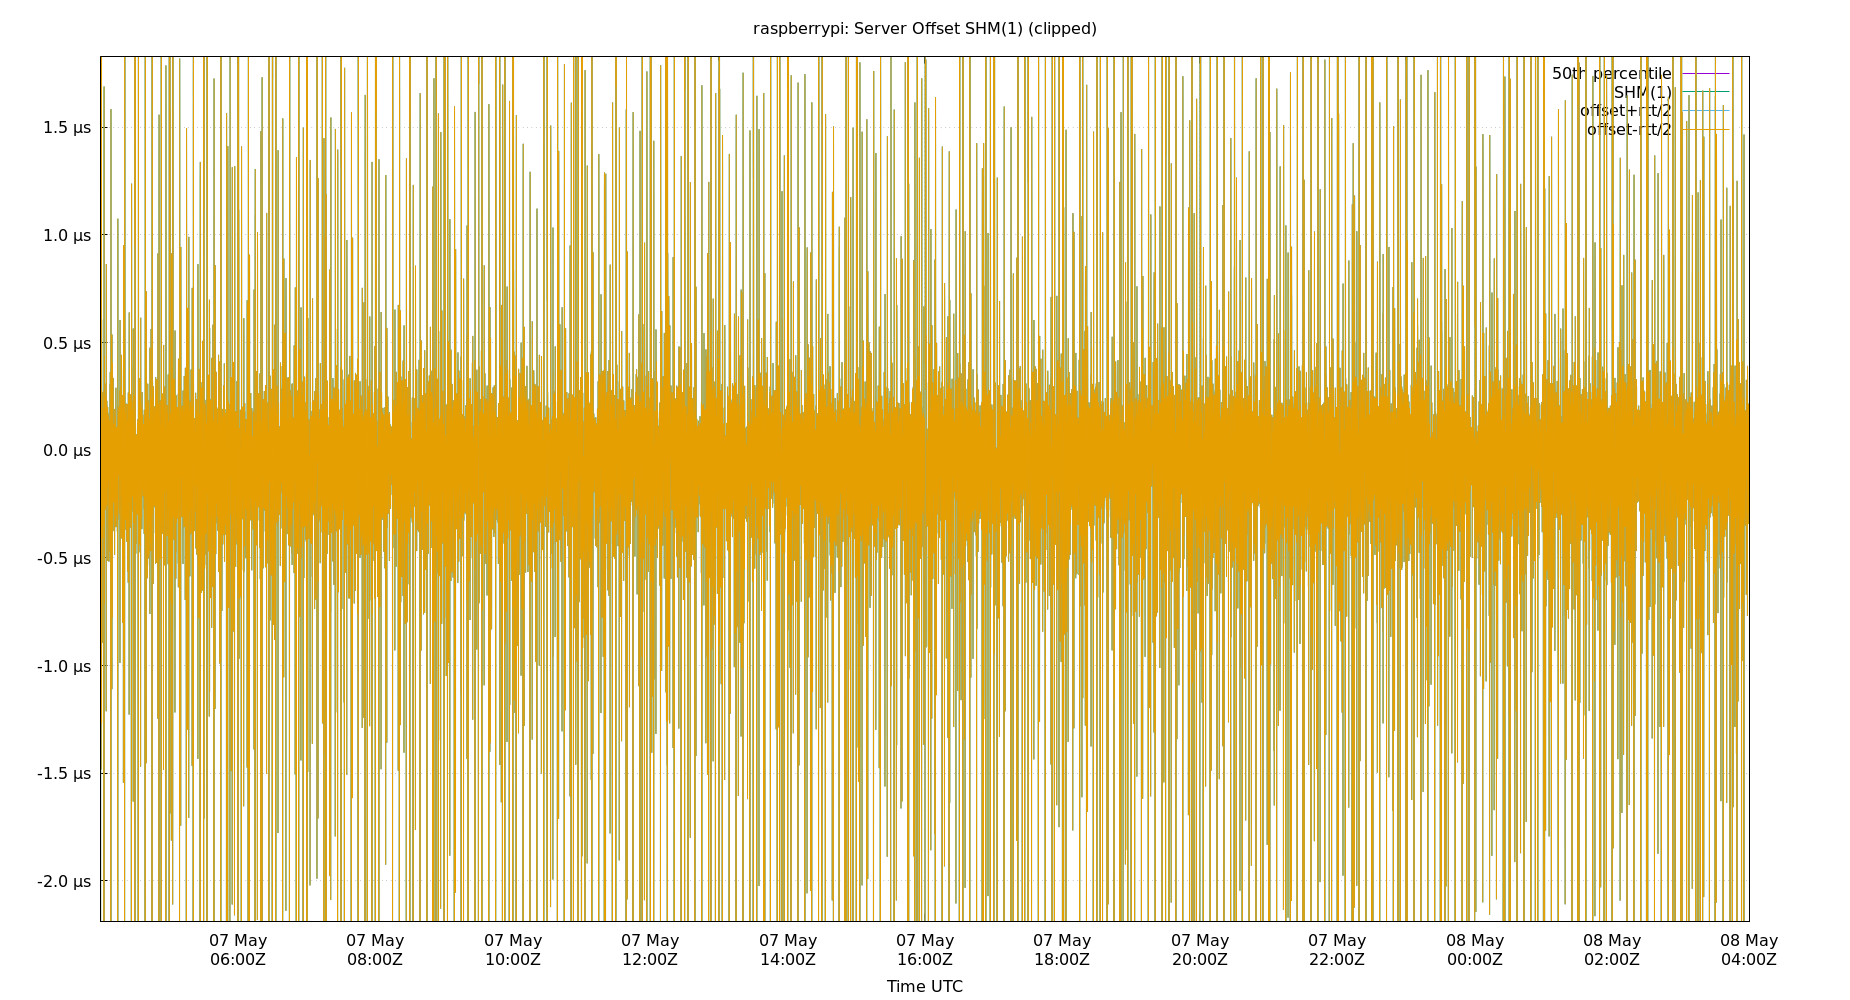 raspberrypi: Server Offset SHM(1) (clipped)
50th percentile
SHM(1)
offset+rtt/2
offset-rtt/2
1.5 µs
1.0 µs
0.5 µs
0.0 µs
-0.5 µs
-1.0 µs
-1.5 µs
-2.0 µs
07 May 07 May 07 May 07 May 07 May 07 May 07 May 07 May 07 May 08 May 08 May 08 May
06:00Z 08:00Z 10:00Z 12:00Z 14:00Z 16:00Z 18:00Z 20:00Z 22:00Z 00:00Z 02:00Z 04:00Z
Time UTC